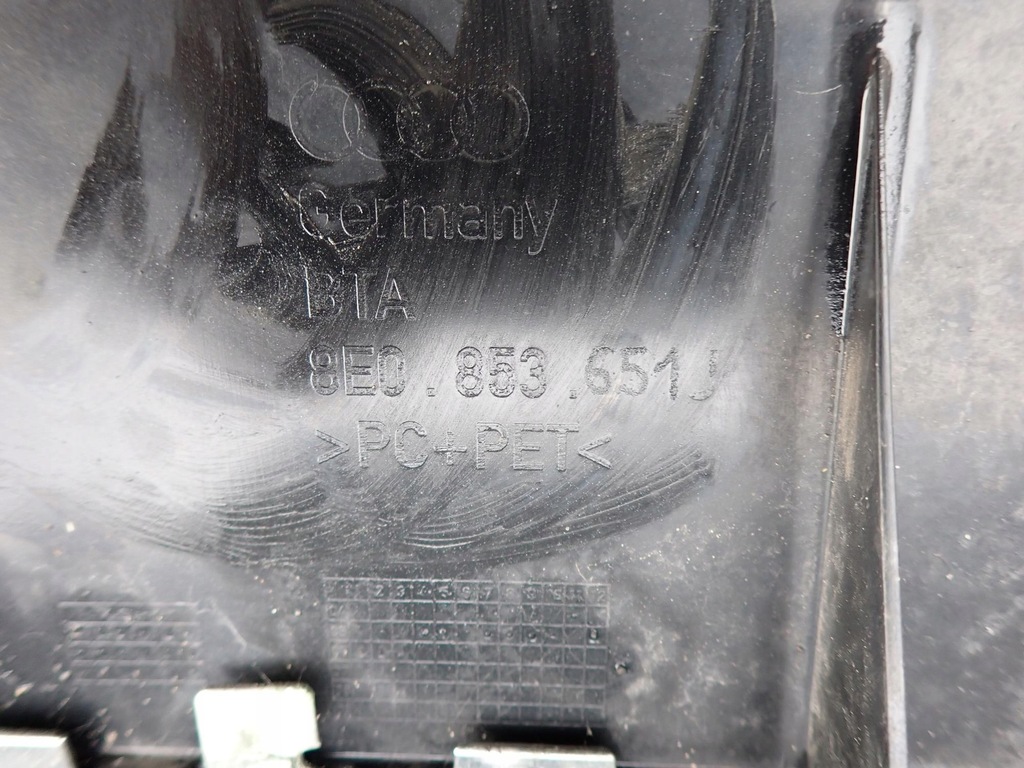 Germany
BTA
8E0.853.651J
>PC+PET<